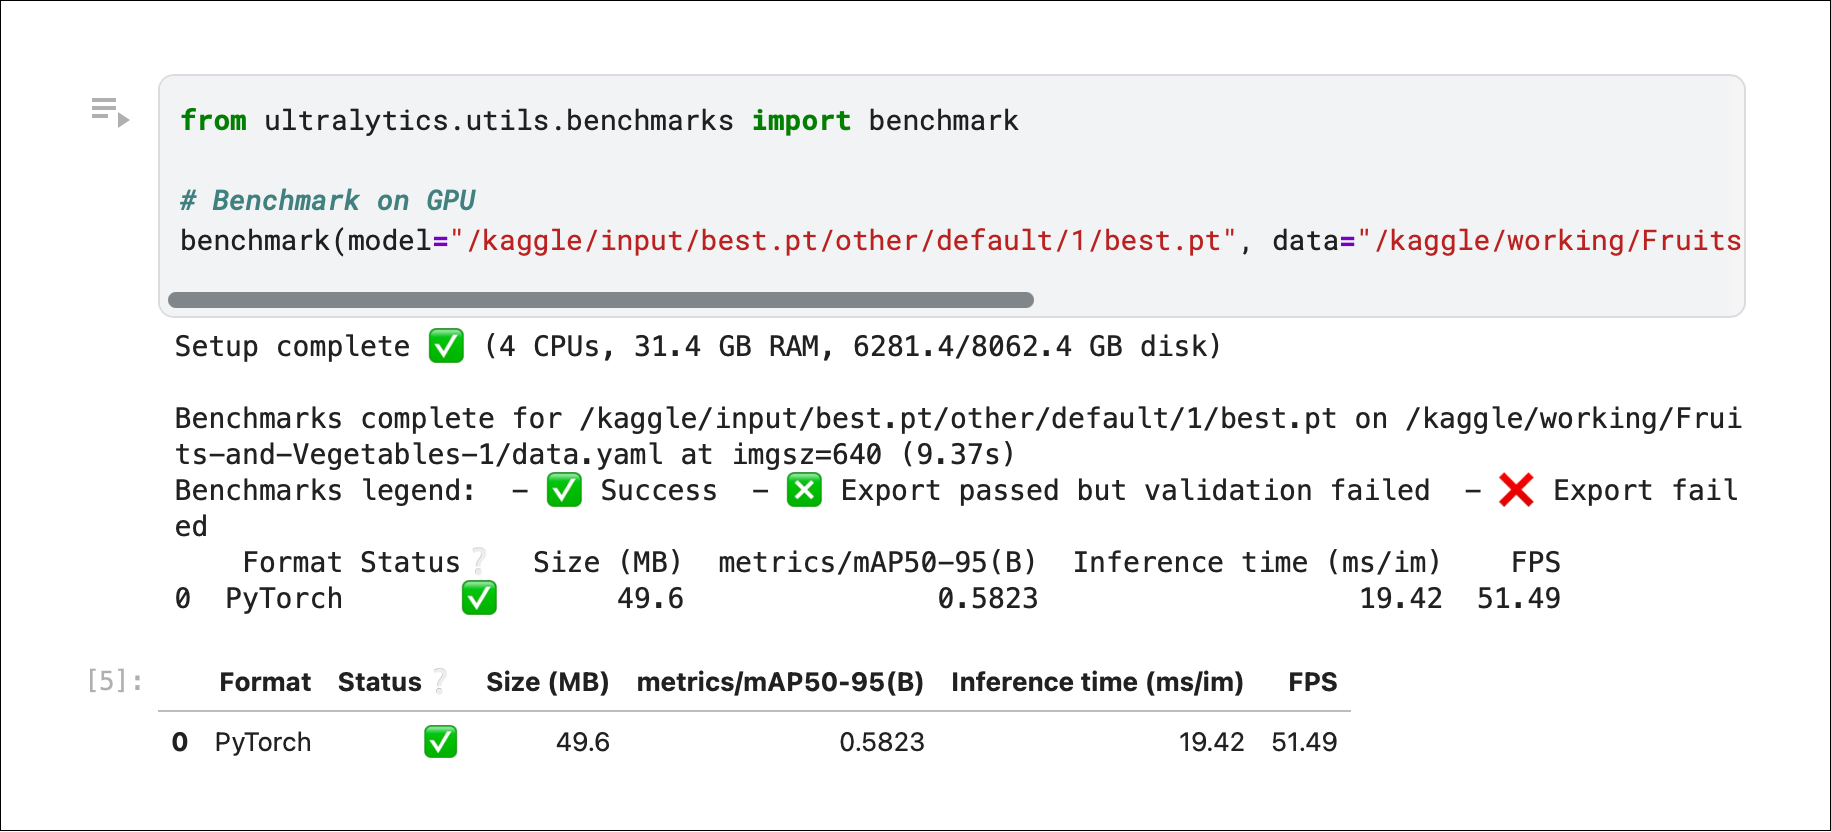 from ultralytics.utils.benchmarks import benchmark
# Benchmark on GPU
benchmark(model="/kaggle/input/best.pt/other/default/1/best.pt", data="/kaggle/working/Fruits
Setup complete ✅ (4 CPUs, 31.4 GB RAM, 6281.4/8062.4 GB disk)
Benchmarks complete for /kaggle/input/best.pt/other/default/1/best.pt on /kaggle/working/Frui
ts-and-Vegetables-1/data.yaml at imgsz=640 (9.37s)
Benchmarks legend:  - ✅ Success  - ❎ Export passed but validation failed  - ❌ Export fail
ed
Format Status❔  Size (MB)  metrics/mAP50-95(B)  Inference time (ms/im)    FPS
0  PyTorch       ✅       49.6               0.5823                   19.42  51.49
[5]:
Format Status❔ Size (MB) metrics/mAP50-95(B) Inference time (ms/im) FPS
0 PyTorch ✅ 49.6 0.5823 19.42 51.49